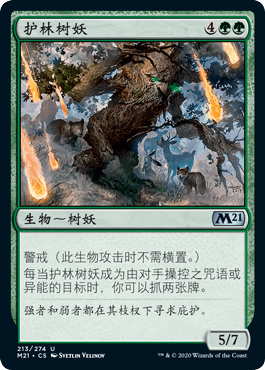 护林树妖 4
生物～树妖 M21
警戒（此生物攻击时不需横置。）
每当护林树妖成为由对手操控之咒语或
异能的目标时，你可以抓两张牌。
强者和弱者都在其枝杈下寻求庇护。
5/7
213/274 U
M21 • CS SVETLIN VELINOV ™ & © 2020 Wizards of the Coast